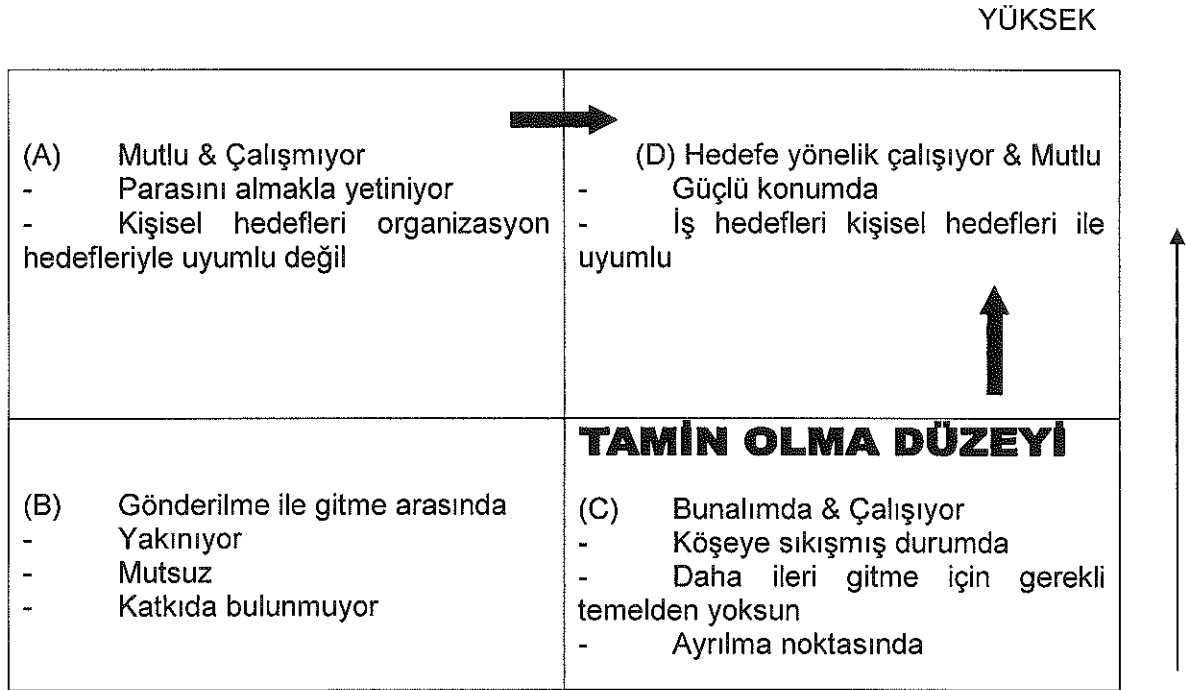 YÜKSEK
(A) Mutlu & Çalışmıyor
- Parasını almakla yetiniyor
- Kişisel hedefleri organizasyon
hedefleriyle uyumlu değil
(D) Hedefe yönelik çalışıyor & Mutlu
- Güçlü konumda
- İş hedefleri kişisel hedefleri ile
uyumlu
(B) Gönderilme ile gitme arasında
- Yakınıyor
- Mutsuz
- Katkıda bulunmuyor
TAMİN OLMA DÜZEYİ
(C) Bunalımda & Çalışıyor
- Köşeye sıkışmış durumda
- Daha ileri gitme için gerekli
temelden yoksun
- Ayrılma noktasında